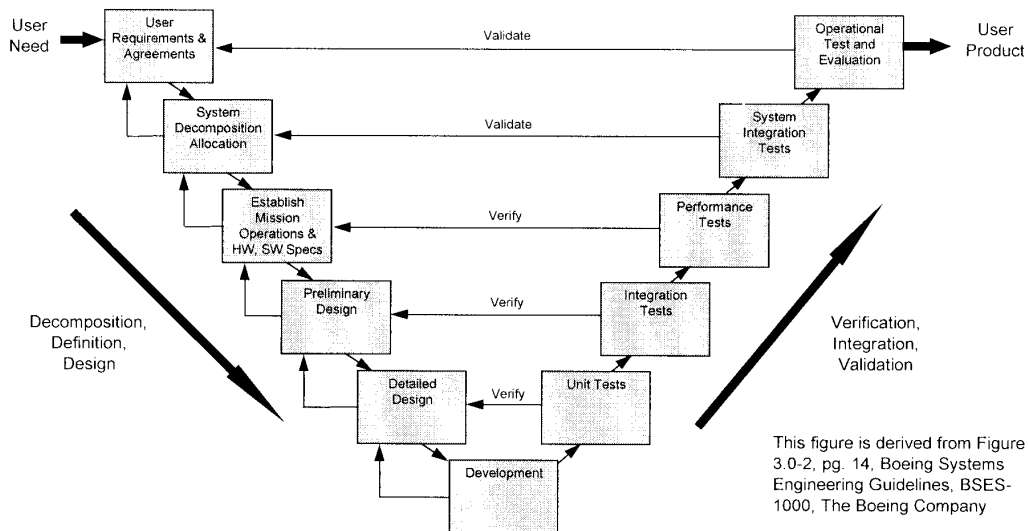 User
Need
User
Requirements &
Agreements
Validate
Operational
Test and
Evaluation
User
Product
System
Decomposition
Allocation
Validate
System
Integration
Tests
Establish
Mission
Operations &
HW, SW Specs
Verify
Performance
Tests
Preliminary
Design
Verify
Integration
Tests
Decomposition,
Definition,
Design
Verification,
Integration,
Validation
Detailed
Design
Verify
Unit Tests
Development
This figure is derived from Figure
3.0-2, pg. 14, Boeing Systems
Engineering Guidelines, BSES-
1000, The Boeing Company